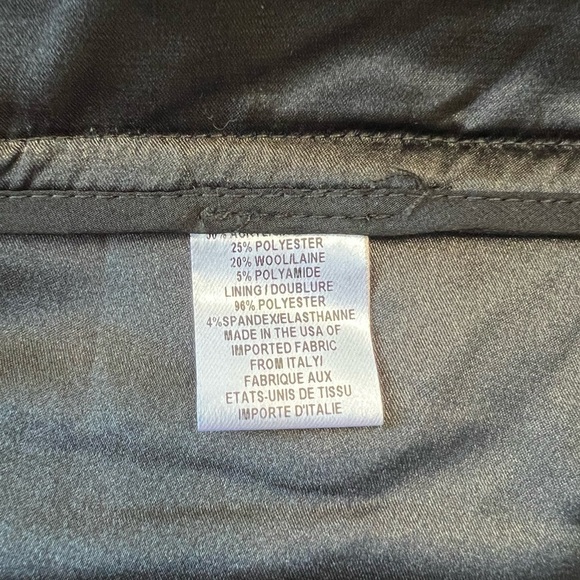 25% POLYESTER
20% WOOL/LAINE
5% POLYAMIDE
LINING / DOUBLURE
96% POLYESTER
4%SPANDEX/ELASTHANNE
MADE IN THE USA OF
IMPORTED FABRIC
FROM ITALY/
FABRIQUE AUX
ETATS-UNIS DE TISSU
IMPORTE D'ITALIE